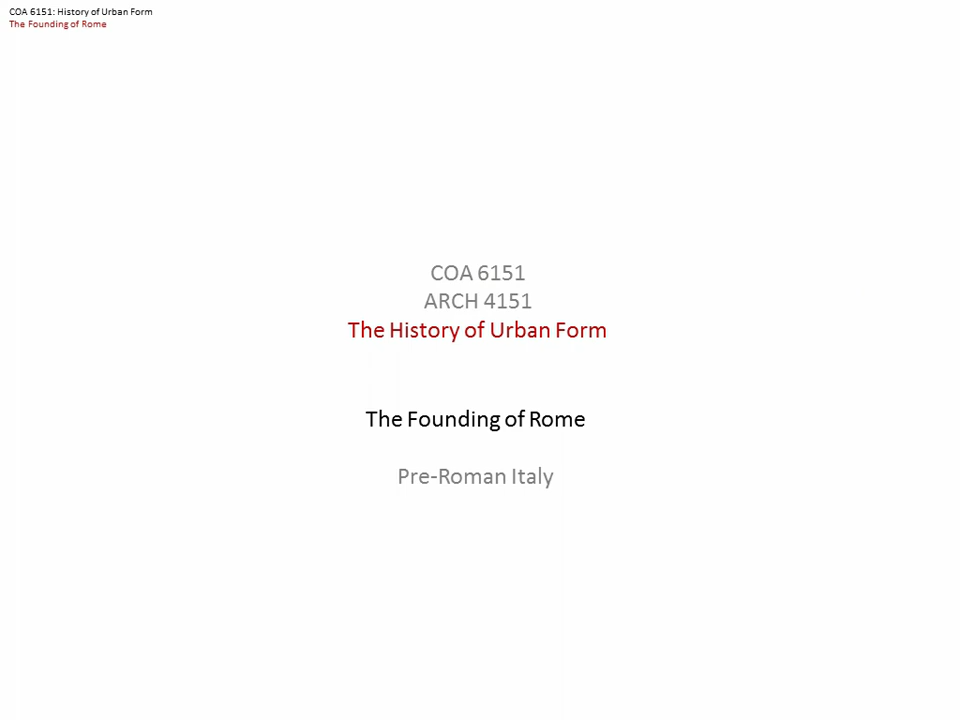 COA 6151: History of Urban Form
The Founding of Rome
COA 6151
ARCH 4151
The History of Urban Form
The Founding of Rome
Pre-Roman Italy